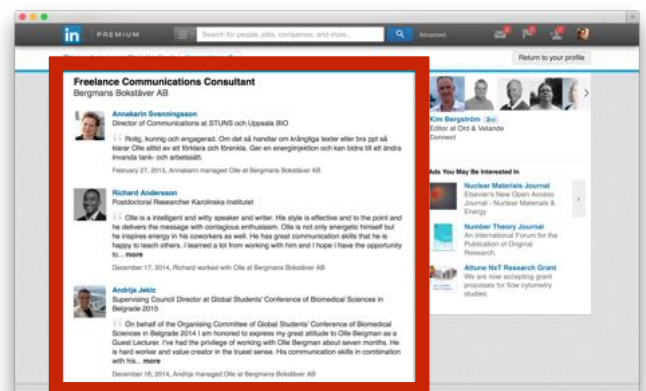 in PREMIUM Search for people, jobs, companies, and more... Advanced
Return to your profile
Freelance Communications Consultant
Bergmans Bokstäver AB
Annakarin Svenningsson
Director of Communications at STUNS och Uppsala BIO
Rolig, kunnig och engagerad. Om det så handlar om krångliga texter eller bra ppt så
klarar Olle alltid av att förklara och förenkla. Ger en energiinjektion och kan bidra till att ändra
invanda tank- och arbetssätt.
February 27, 2015, Annakarin managed Olle at Bergmans Bokstäver AB
Richard Andersson
Postdoctoral Researcher Karolinska Institutet
Olle is a intelligent and witty speaker and writer. His style is effective and to the point and
he delivers the message with contagious enthusiasm. Olle is not only energetic himself but
he inspires energy in his coworkers as well. He has great communication skills that he is
happy to teach others. I learned a lot from working with him and I hope I have the opportunity
to... more
December 17, 2014, Richard worked with Olle at Bergmans Bokstäver AB
Andrija Jekic
Supervising Council Director at Global Students' Conference of Biomedical Sciences in
Belgrade 2015
On behalf of the Organising Committee of Global Students' Conference of Biomedical
Sciences in Belgrade 2014 I am honored to express my great attitude to Olle Bergman as a
Guest Lecturer. I've had the privilege of working with Olle Bergman about seven months. He
is hard worker and value creator in the truest sense. His communication skills in combination
with his... more
December 16, 2014, Andrija managed Olle at Bergmans Bokstäver AB
Kim Bergström 2nd
Editor at Ord & Vetande
Connect
Ads You May Be Interested In
Nuclear Materials Journal
Elsevier's New Open Access
Journal - Nuclear Materials &
Energy
Number Theory Journal
An International Forum for the
Publication of Original
Research.
Attune NxT Research Grant
We are now accepting grant
proposals for flow cytometry
studies.